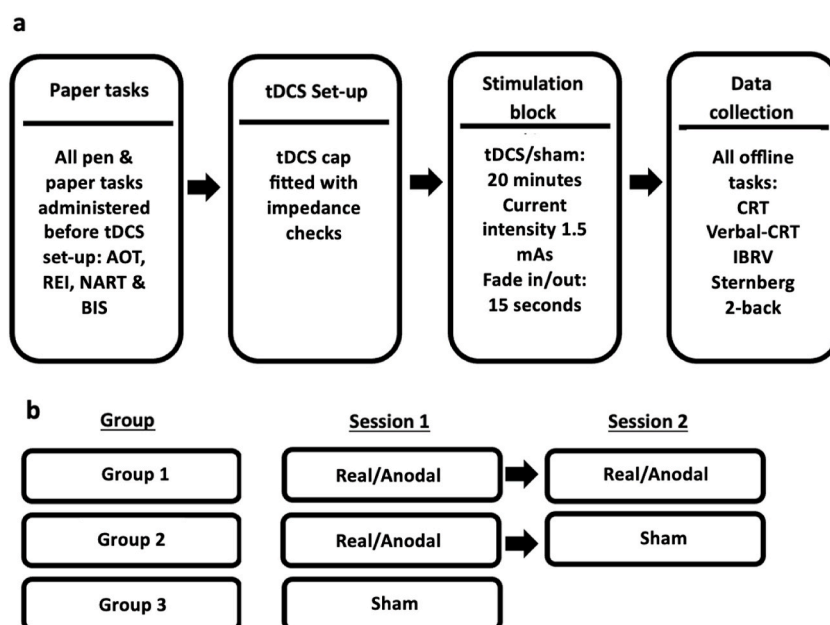 a
Paper tasks
All pen &
paper tasks
administered
before tDCS
set-up: AOT,
REI, NART &
BIS
tDCS Set-up
tDCS cap
fitted with
impedance
checks
Stimulation
block
tDCS/sham:
20 minutes
Current
intensity 1.5
mAs
Fade in/out:
15 seconds
Data
collection
All offline
tasks:
CRT
Verbal-CRT
IBRV
Sternberg
2-back
b
Group
Session 1
Session 2
Group 1
Real/Anodal
Real/Anodal
Group 2
Real/Anodal
Sham
Group 3
Sham